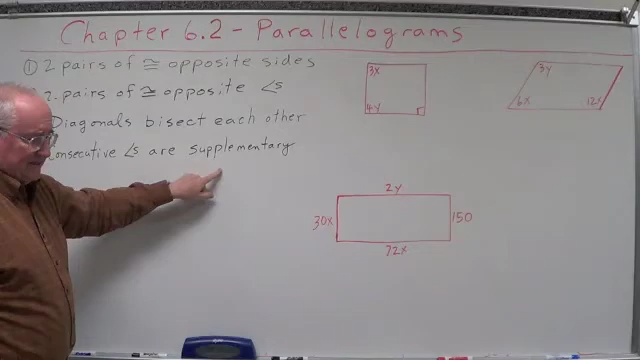 Chapter 6.2 - Parallelograms
① 2 pairs of ≅ opposite sides
2 pairs of ≅ opposite ∠s
Diagonals bisect each other
Consecutive ∠s are supplementary
3x
4y
3y
6x
12y
2y
30x
150
72x